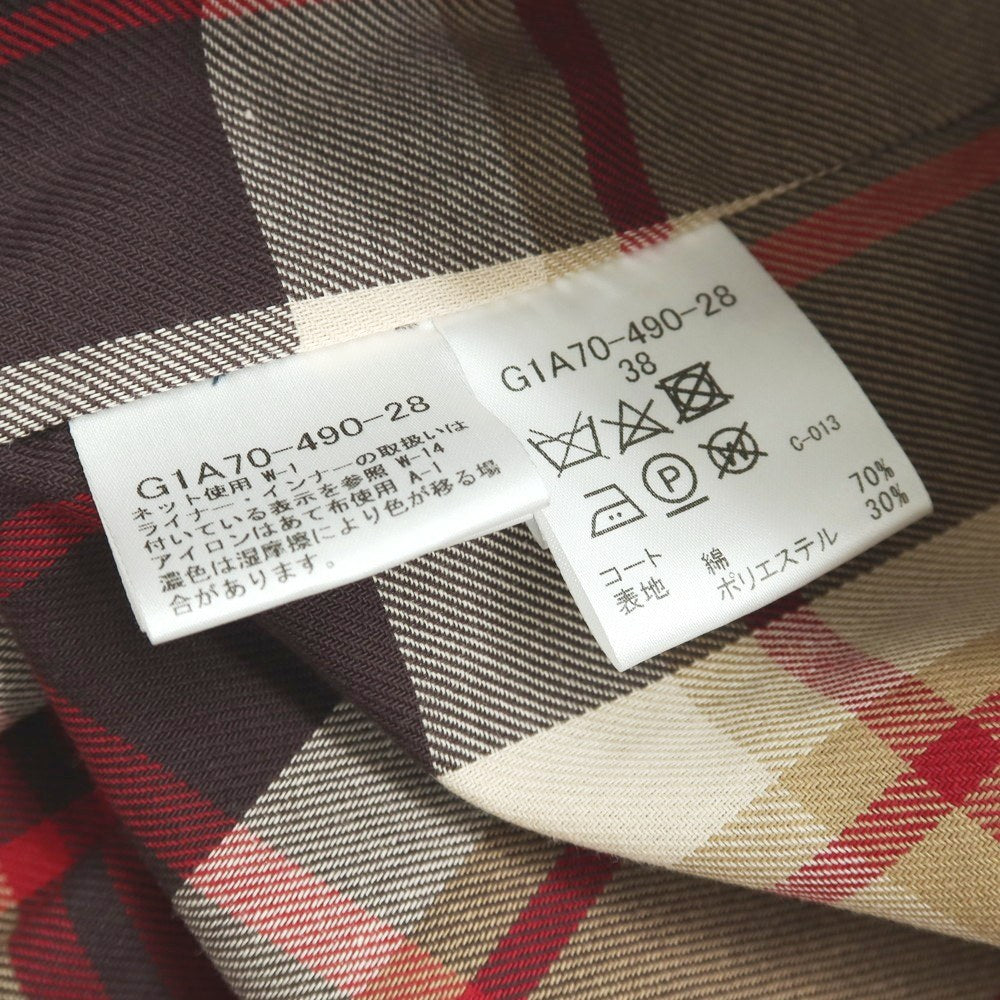 G1A70-490-28
ネット使用 W-1
ライナー・インナーの取扱いは
付いている表示を参照 W-14
アイロンはあて布使用 A-1
濃色は湿摩擦により色が移る場
合があります。
G1A70-490-28
38
P
W
C-013
コート
表地 綿 70%
ポリエステル 30%